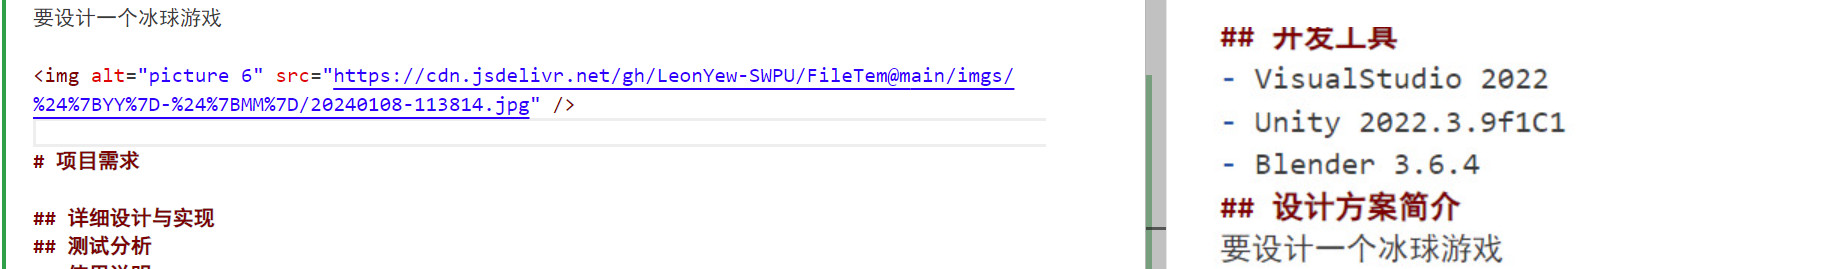 要设计一个冰球游戏
<img alt="picture 6" src="https://cdn.jsdelivr.net/gh/LeonYew-SWPU/FileTem@main/imgs/
%24%7BYY%7D-%24%7BMM%7D/20240108-113814.jpg" />
# 项目需求
## 详细设计与实现
## 测试分析
使用说明
## 开发工具
- VisualStudio 2022
- Unity 2022.3.9f1C1
- Blender 3.6.4
## 设计方案简介
要设计一个冰球游戏